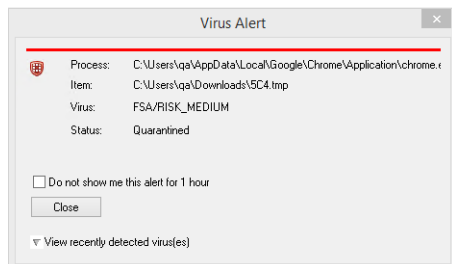 Virus Alert
Process: C:\Users\qa\AppData\Local\Google\Chrome\Application\chrome.e
Item: C:\Users\qa\Downloads\5C4.tmp
Virus: FSA/RISK_MEDIUM
Status: Quarantined
Do not show me this alert for 1 hour
Close
View recently detected virus(es)